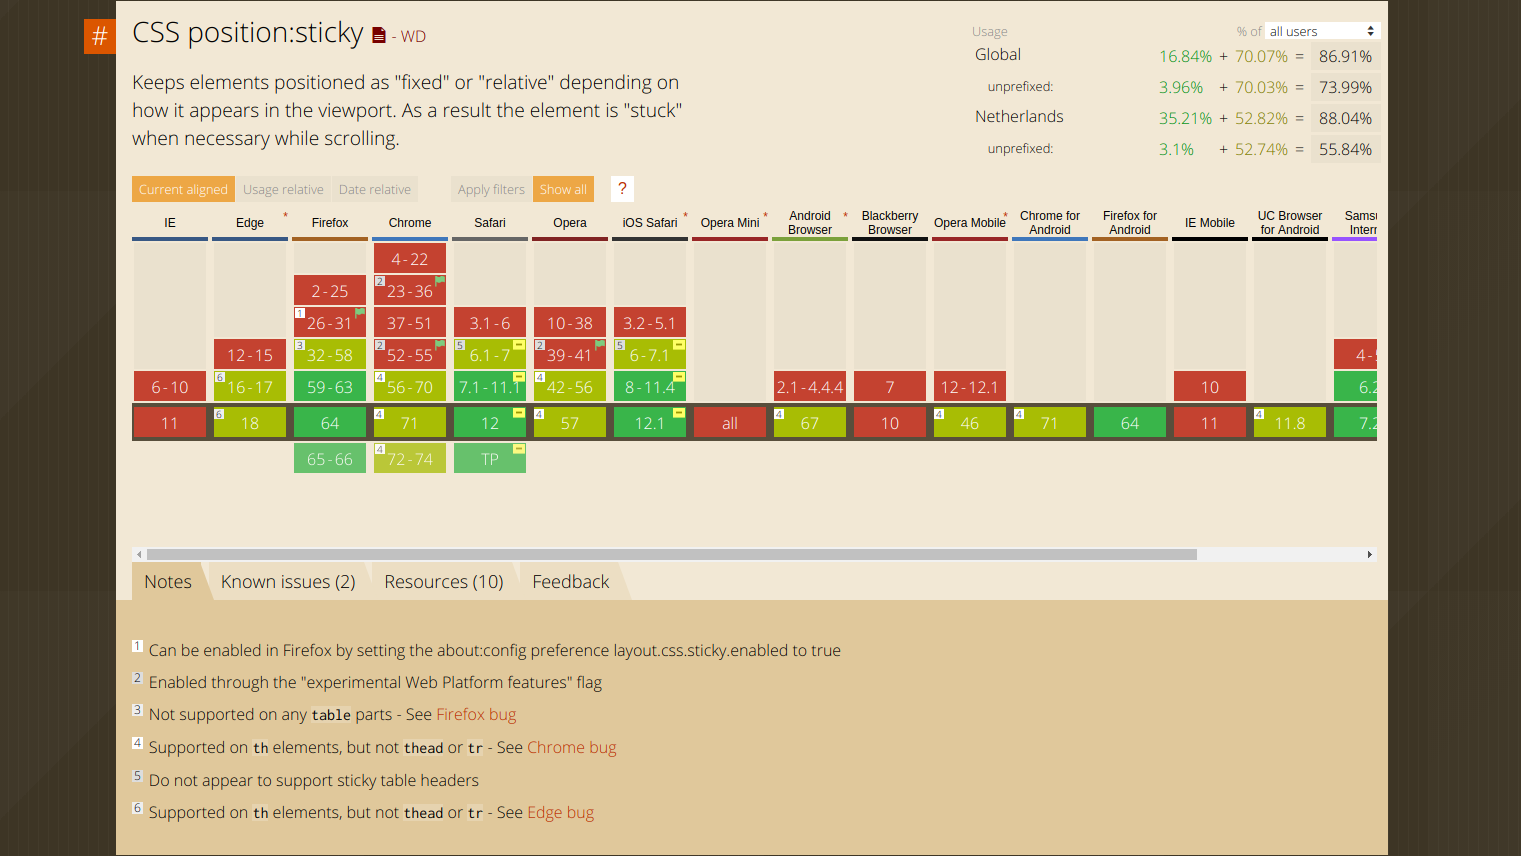 #
CSS position:sticky - WD
Usage % of all users
Global 16.84% + 70.07% = 86.91%
unprefixed: 3.96% + 70.03% = 73.99%
Netherlands 35.21% + 52.82% = 88.04%
unprefixed: 3.1% + 52.74% = 55.84%
Keeps elements positioned as "fixed" or "relative" depending on
how it appears in the viewport. As a result the element is "stuck"
when necessary while scrolling.
Current aligned Usage relative Date relative Apply filters Show all ?
IE Edge * Firefox Chrome Safari Opera iOS Safari * Opera Mini * Android Browser * Blackberry Browser Opera Mobile * Chrome for Android Firefox for Android IE Mobile UC Browser for Android
4-22
2-25 2 23-36
1 26-31 37-51 3.1-6 10-38 3.2-5.1
12-15 3 32-58 2 52-55 5 6.1-7 2 39-41 5 6-7.1
6-10 6 16-17 59-63 4 56-70 7.1-11.1 4 42-56 8-11.4 2.1-4.4.4 7 12-12.1 10
11 6 18 64 4 71 12 4 57 12.1 all 4 67 10 4 46 4 71 64 11 4 11.8
65-66 4 72-74 TP
Notes Known issues (2) Resources (10) Feedback
1 Can be enabled in Firefox by setting the about:config preference layout.css.sticky.enabled to true
2 Enabled through the "experimental Web Platform features" flag
3 Not supported on any table parts - See Firefox bug
4 Supported on th elements, but not thead or tr - See Chrome bug
5 Do not appear to support sticky table headers
6 Supported on th elements, but not thead or tr - See Edge bug